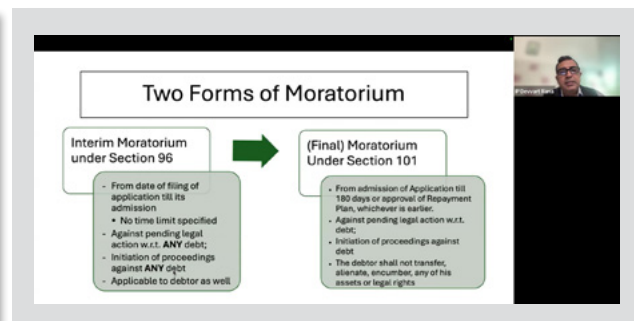 Two Forms of Moratorium
Interim Moratorium
under Section 96
- From date of filing of
application till its
admission
• No time limit specified
- Against pending legal
action w.r.t. ANY debt;
- Initiation of proceedings
against ANY debt
- Applicable to debtor as well
(Final) Moratorium
Under Section 101
• From admission of Application till
180 days or approval of Repayment
Plan, whichever is earlier.
• Against pending legal action w.r.t.
debt;
• Initiation of proceedings against
debt
• The debtor shall not transfer,
alienate, encumber, any of his
assets or legal rights